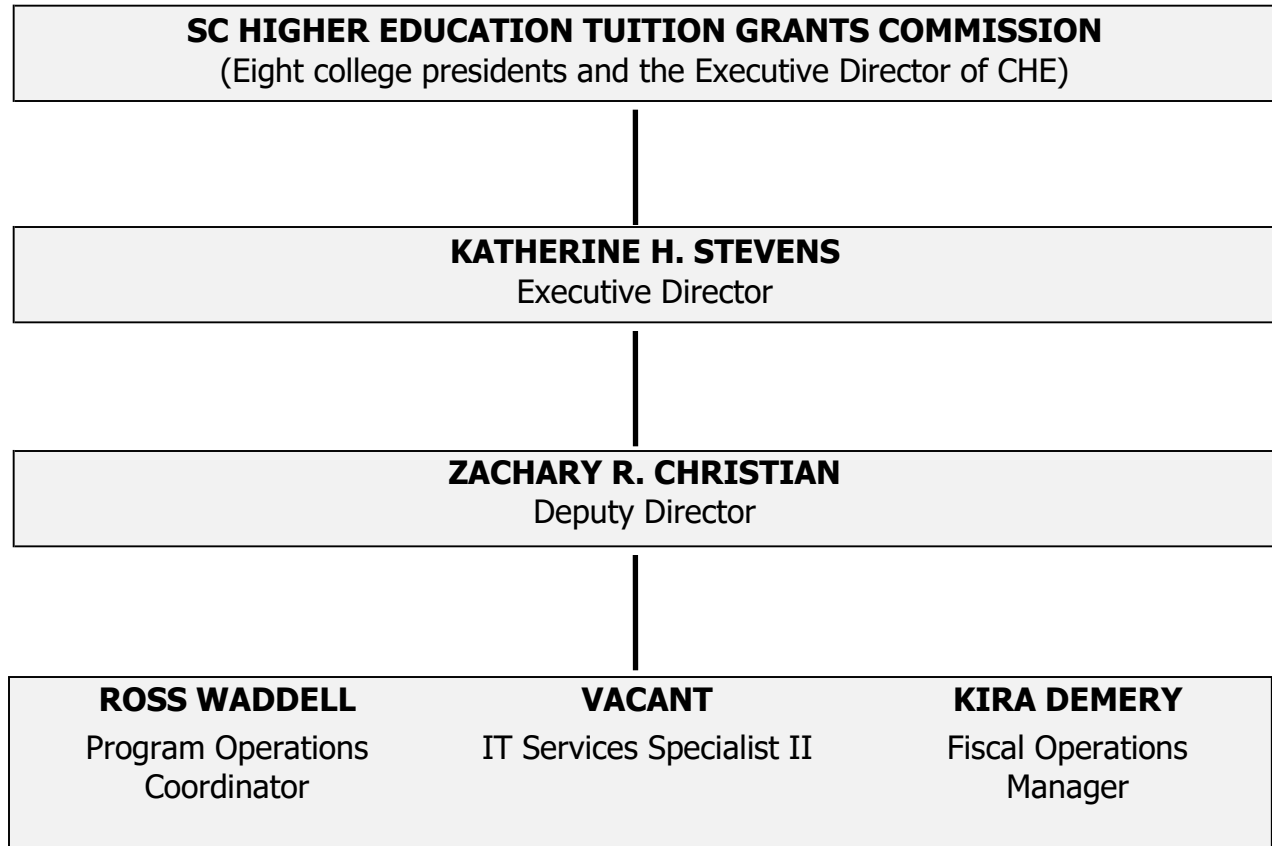 SC HIGHER EDUCATION TUITION GRANTS COMMISSION
(Eight college presidents and the Executive Director of CHE)
KATHERINE H. STEVENS
Executive Director
ZACHARY R. CHRISTIAN
Deputy Director
ROSS WADDELL
Program Operations
Coordinator
VACANT
IT Services Specialist II
KIRA DEMERY
Fiscal Operations
Manager